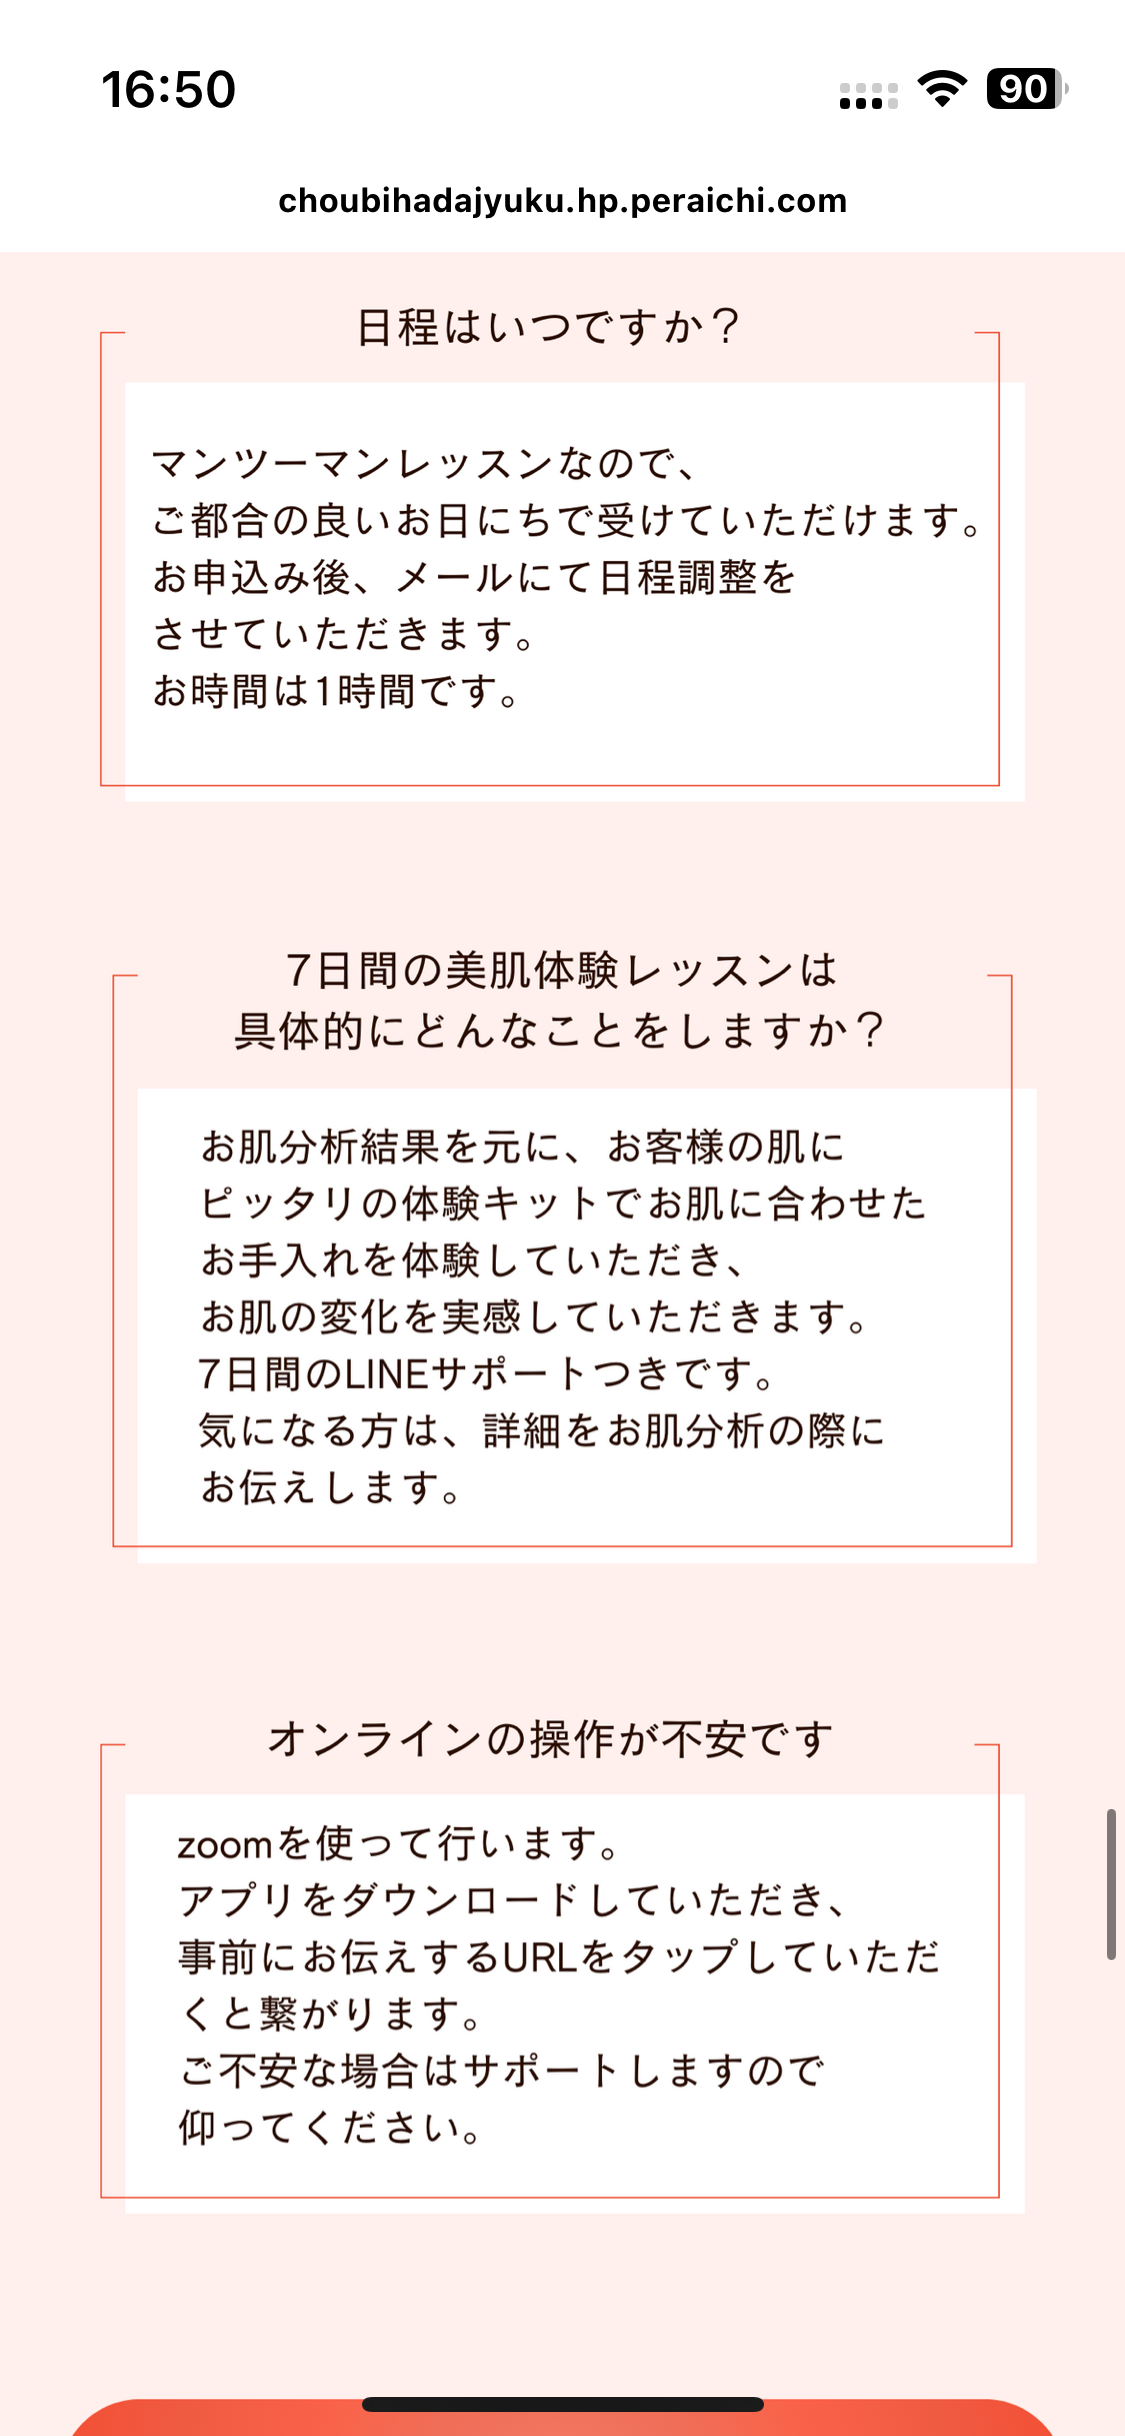 16:50
90
choubihadajyuku.hp.peraichi.com
日程はいつですか？
マンツーマンレッスンなので、
ご都合の良いお日にちで受けていただけます。
お申込み後、メールにて日程調整を
させていただきます。
お時間は1時間です。
7日間の美肌体験レッスンは
具体的にどんなことをしますか？
お肌分析結果を元に、お客様の肌に
ピッタリの体験キットでお肌に合わせた
お手入れを体験していただき、
お肌の変化を実感していただきます。
7日間のLINEサポートつきです。
気になる方は、詳細をお肌分析の際に
お伝えします。
オンラインの操作が不安です
zoomを使って行います。
アプリをダウンロードしていただき、
事前にお伝えするURLをタップしていただ
くと繋がります。
ご不安な場合はサポートしますので
仰ってください。